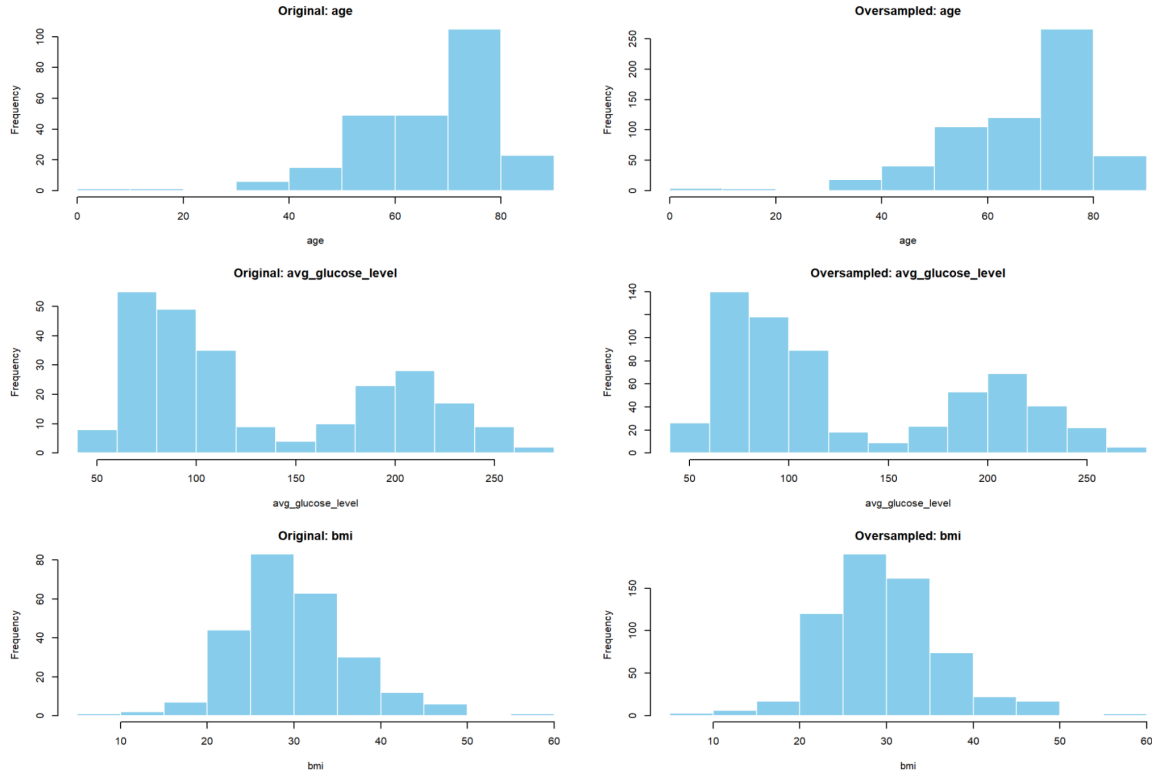 Original: age
Frequency
0 20 40 60 80 100
0 20 40 60 80
age
Oversampled: age
Frequency
0 50 100 150 200 250
0 20 40 60 80
age
Original: avg_glucose_level
Frequency
0 10 20 30 40 50
50 100 150 200 250
avg_glucose_level
Oversampled: avg_glucose_level
Frequency
0 20 40 60 80 100 140
50 100 150 200 250
avg_glucose_level
Original: bmi
Frequency
0 20 40 60 80
10 20 30 40 50 60
bmi
Oversampled: bmi
Frequency
0 50 100 150
10 20 30 40 50 60
bmi